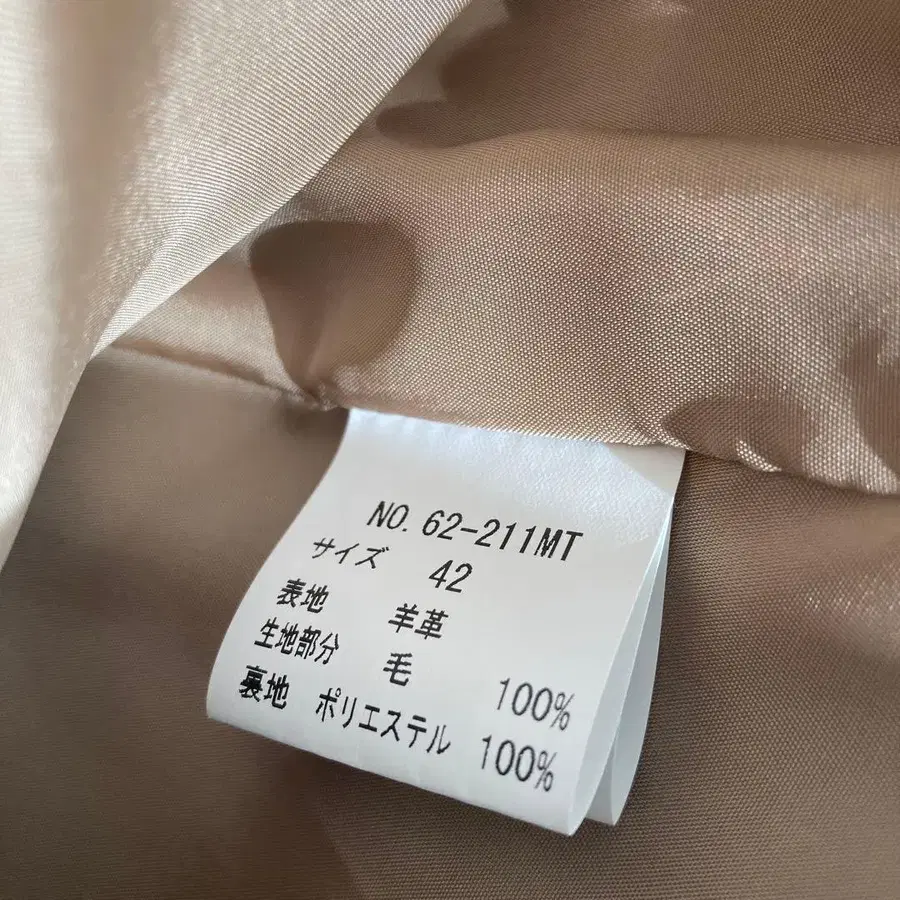 NO. 62-211MT
サイズ 42
表地 羊革
生地部分 毛 100%
裏地 ポリエステル 100%